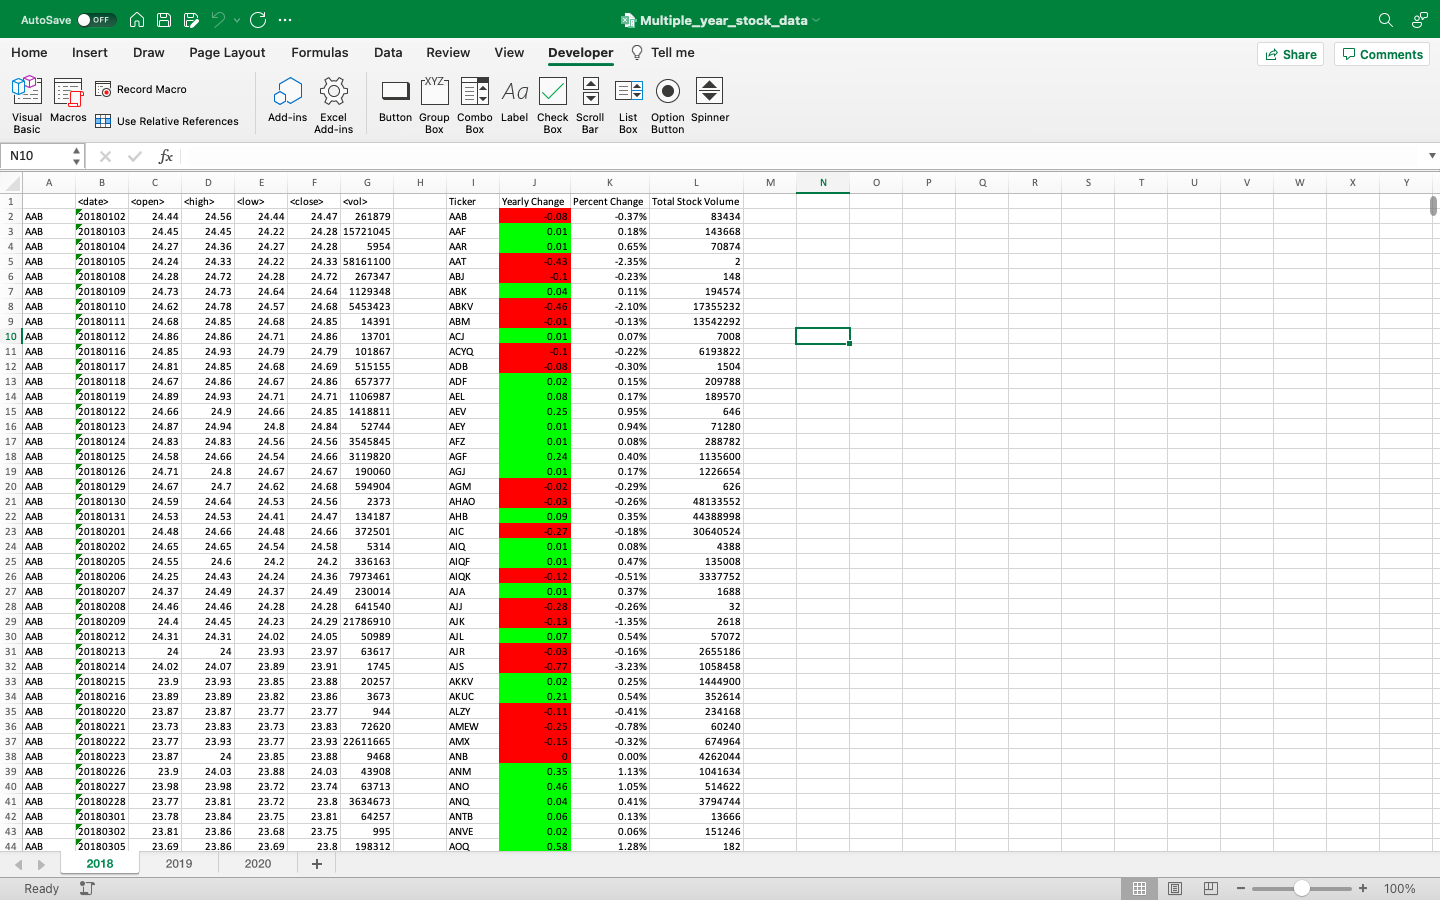 AutoSave OFF Multiple_year_stock_data
Home Insert Draw Page Layout Formulas Data Review View Developer Tell me Share Comments
Visual Basic Macros Record Macro Use Relative References Add-ins Excel Add-ins Button Group Box Combo Box Label Check Box Scroll Bar List Box Option Button Spinner
N10 fx
A B C D E F G H I J K L M N O P Q R S T U V W X Y
1 <date> <open> <high> <low> <close> <vol> Ticker Yearly Change Percent Change Total Stock Volume
2 AAB 20180102 24.44 24.56 24.44 24.47 261879 AAB -0.08 -0.37% 83434
3 AAB 20180103 24.45 24.45 24.22 24.28 15721045 AAF 0.01 0.18% 143668
4 AAB 20180104 24.27 24.36 24.27 24.28 5954 AAR 0.01 0.65% 70874
5 AAB 20180105 24.24 24.33 24.22 24.33 58161100 AAT -0.43 -2.35% 2
6 AAB 20180108 24.28 24.72 24.28 24.72 267347 ABJ -0.1 -0.23% 148
7 AAB 20180109 24.73 24.73 24.64 24.64 1129348 ABK 0.04 0.11% 194574
8 AAB 20180110 24.62 24.78 24.57 24.68 5453423 ABKV -0.46 -2.10% 17355232
9 AAB 20180111 24.68 24.85 24.68 24.85 14391 ABM -0.01 -0.13% 13542292
10 AAB 20180112 24.86 24.86 24.71 24.86 13701 ACJ 0.01 0.07% 7008
11 AAB 20180116 24.85 24.93 24.79 24.79 101867 ACYQ -0.1 -0.22% 6193822
12 AAB 20180117 24.81 24.85 24.68 24.69 515155 ADB -0.08 -0.30% 1504
13 AAB 20180118 24.67 24.86 24.67 24.86 657377 ADF 0.02 0.15% 209788
14 AAB 20180119 24.89 24.93 24.71 24.71 1106987 AEL 0.08 0.17% 189570
15 AAB 20180122 24.66 24.9 24.66 24.85 1418811 AEV 0.25 0.95% 646
16 AAB 20180123 24.87 24.94 24.8 24.84 52744 AEY 0.01 0.94% 71280
17 AAB 20180124 24.83 24.83 24.56 24.56 3545845 AFZ 0.01 0.08% 288782
18 AAB 20180125 24.58 24.66 24.54 24.66 3119820 AGF 0.24 0.40% 1135600
19 AAB 20180126 24.71 24.8 24.67 24.67 190060 AGJ 0.01 0.17% 1226654
20 AAB 20180129 24.67 24.7 24.62 24.68 594904 AGM -0.02 -0.29% 626
21 AAB 20180130 24.59 24.64 24.53 24.56 2373 AHAO -0.03 -0.26% 48133552
22 AAB 20180131 24.53 24.53 24.41 24.47 134187 AHB 0.09 0.35% 44388998
23 AAB 20180201 24.48 24.66 24.48 24.66 372501 AIC -0.27 -0.18% 30640524
24 AAB 20180202 24.65 24.65 24.54 24.58 5314 AIQ 0.01 0.08% 4388
25 AAB 20180205 24.55 24.6 24.2 24.2 336163 AIQF 0.01 0.47% 135008
26 AAB 20180206 24.25 24.43 24.24 24.36 7973461 AIQK -0.12 -0.51% 3337752
27 AAB 20180207 24.37 24.49 24.37 24.49 230014 AJA 0.01 0.37% 1688
28 AAB 20180208 24.46 24.46 24.28 24.28 641540 AJJ -0.28 -0.26% 32
29 AAB 20180209 24.4 24.45 24.23 24.29 21786910 AJK -0.13 -1.35% 2618
30 AAB 20180212 24.31 24.31 24.02 24.05 50989 AJL 0.07 0.54% 57072
31 AAB 20180213 24 24 23.93 23.97 63617 AJR -0.03 -0.16% 2655186
32 AAB 20180214 24.02 24.07 23.89 23.91 1745 AJS -0.77 -3.23% 1058458
33 AAB 20180215 23.9 23.93 23.85 23.88 20257 AKKV 0.02 0.25% 1444900
34 AAB 20180216 23.89 23.89 23.82 23.86 3673 AKUC 0.21 0.54% 352614
35 AAB 20180220 23.87 23.87 23.77 23.77 944 ALZY -0.11 -0.41% 234168
36 AAB 20180221 23.73 23.83 23.73 23.83 72620 AMEW -0.25 -0.78% 60240
37 AAB 20180222 23.77 23.93 23.77 23.93 22611665 AMX -0.15 -0.32% 674964
38 AAB 20180223 23.87 24 23.85 23.88 9468 ANB 0 0.00% 4262044
39 AAB 20180226 23.9 24.03 23.88 24.03 43908 ANM 0.35 1.13% 1041634
40 AAB 20180227 23.98 23.98 23.72 23.74 63713 ANO 0.46 1.05% 514622
41 AAB 20180228 23.77 23.81 23.72 23.8 3634673 ANQ 0.04 0.41% 3794744
42 AAB 20180301 23.78 23.84 23.75 23.81 64257 ANTB 0.06 0.13% 13666
43 AAB 20180302 23.81 23.86 23.68 23.75 995 ANVE 0.02 0.06% 151246
44 AAB 20180305 23.69 23.86 23.69 23.8 198312 AOQ 0.58 1.28% 182
2018 2019 2020
Ready 100%